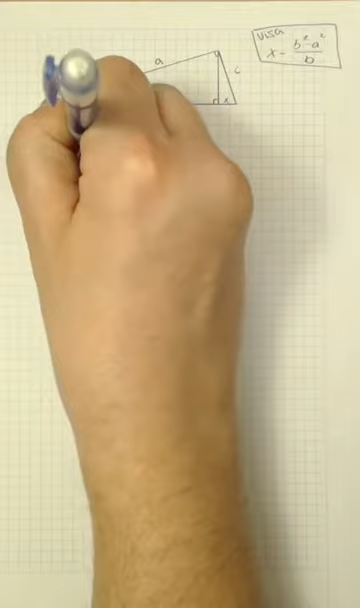 a
c
x
VISA
x = b² - a² / b